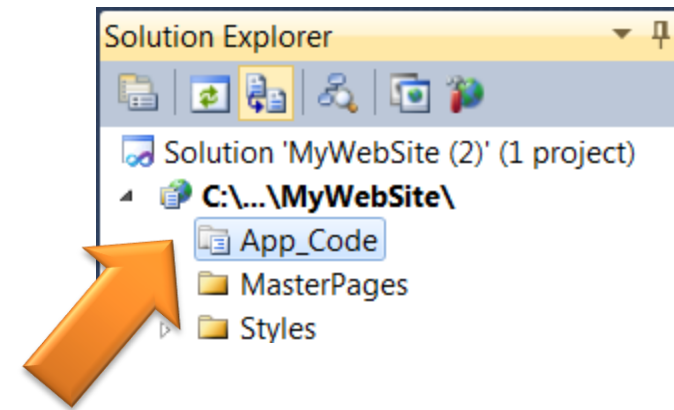 Solution Explorer
Solution 'MyWebSite (2)' (1 project)
C:\...\MyWebSite\
App_Code
MasterPages
Styles